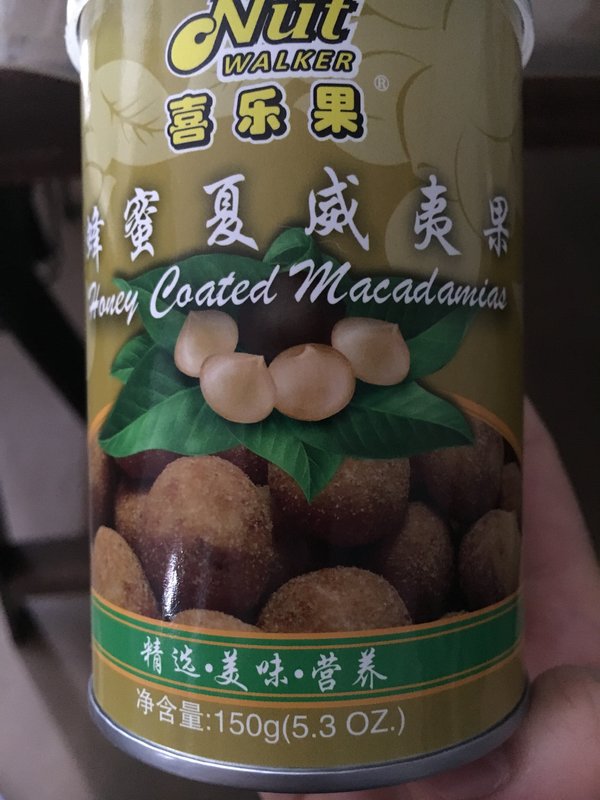 Nut
WALKER
喜乐果®
蜂蜜夏威夷果
Honey Coated Macadamias
精选·美味·营养
净含量:150g(5.3 OZ.)